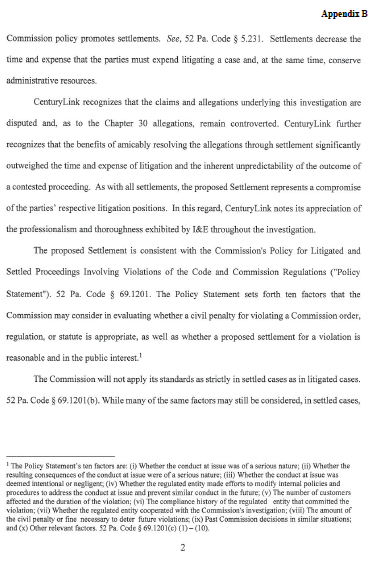 Appendix B
Commission policy promotes settlements. See, 52 Pa. Code § 5.231. Settlements decrease the
time and expense that the parties must expend litigating a case and, at the same time, conserve
administrative resources.
CenturyLink recognizes that the claims and allegations underlying this investigation are
disputed and, as to the Chapter 30 allegations, remain controverted. CenturyLink further
recognizes that the benefits of amicably resolving the allegations through settlement significantly
outweighed the time and expense of litigation and the inherent unpredictability of the outcome of
a contested proceeding. As with all settlements, the proposed Settlement represents a compromise
of the parties' respective litigation positions. In this regard, CenturyLink notes its appreciation of
the professionalism and thoroughness exhibited by I&E throughout the investigation.
The proposed Settlement is consistent with the Commission's Policy for Litigated and
Settled Proceedings Involving Violations of the Code and Commission Regulations ("Policy
Statement"). 52 Pa. Code § 69.1201. The Policy Statement sets forth ten factors that the
Commission may consider in evaluating whether a civil penalty for violating a Commission order,
regulation, or statute is appropriate, as well as whether a proposed settlement for a violation is
reasonable and in the public interest.1
The Commission will not apply its standards as strictly in settled cases as in litigated cases.
52 Pa. Code § 69.1201(b). While many of the same factors may still be considered, in settled cases,
1 The Policy Statement's ten factors are: (i) Whether the conduct at issue was of a serious nature; (ii) Whether the
resulting consequences of the conduct at issue were of a serious nature; (iii) Whether the conduct at issue was
deemed intentional or negligent; (iv) Whether the regulated entity made efforts to modify internal policies and
procedures to address the conduct at issue and prevent similar conduct in the future; (v) The number of customers
affected and the duration of the violation; (vi) The compliance history of the regulated entity that committed the
violation; (vii) Whether the regulated entity cooperated with the Commission's investigation; (viii) The amount of
the civil penalty or fine necessary to deter future violations; (ix) Past Commission decisions in similar situations;
and (x) Other relevant factors. 52 Pa. Code § 69.1201(c) (1) – (10).
2